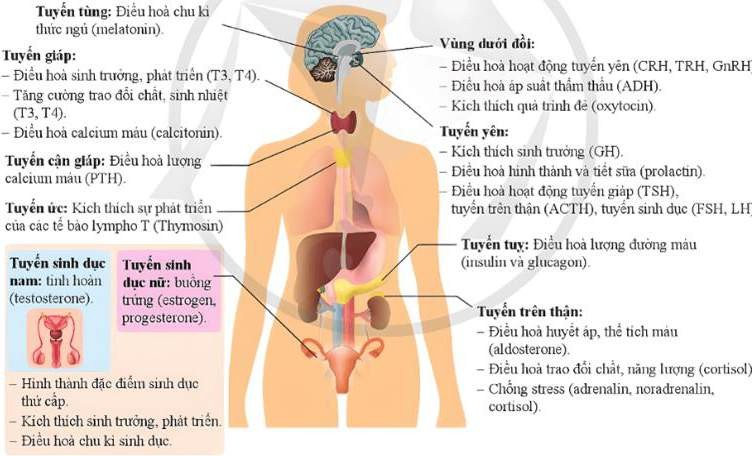 Tuyến tùng: Điều hoà chu kì
thức ngủ (melatonin).
Tuyến giáp:
– Điều hoà sinh trưởng, phát triển (T3, T4).
– Tăng cường trao đổi chất, sinh nhiệt
(T3, T4).
– Điều hoà calcium máu (calcitonin).
Tuyến cận giáp: Điều hoà lượng
calcium máu (PTH).
Tuyến ức: Kích thích sự phát triển
của các tế bào lympho T (Thymosin)
Tuyến sinh dục
nam: tinh hoàn
(testosterone).
Tuyến sinh
dục nữ: buồng
trứng (estrogen,
progesterone).
– Hình thành đặc điểm sinh dục
thứ cấp.
– Kích thích sinh trưởng, phát triển.
– Điều hoà chu kì sinh dục.
Vùng dưới đồi:
– Điều hoà hoạt động tuyến yên (CRH, TRH, GnRH)
– Điều hoà áp suất thẩm thấu (ADH).
– Kích thích quá trình đẻ (oxytocin).
Tuyến yên:
– Kích thích sinh trưởng (GH).
– Điều hoà hình thành và tiết sữa (prolactin).
– Điều hoà hoạt động tuyến giáp (TSH),
tuyến trên thận (ACTH), tuyến sinh dục (FSH, LH)
Tuyến tuỵ: Điều hoà lượng đường máu
(insulin và glucagon).
Tuyến trên thận:
– Điều hoà huyết áp, thể tích máu
(aldosterone).
– Điều hoà trao đổi chất, năng lượng (cortisol)
– Chống stress (adrenalin, noradrenalin,
cortisol).